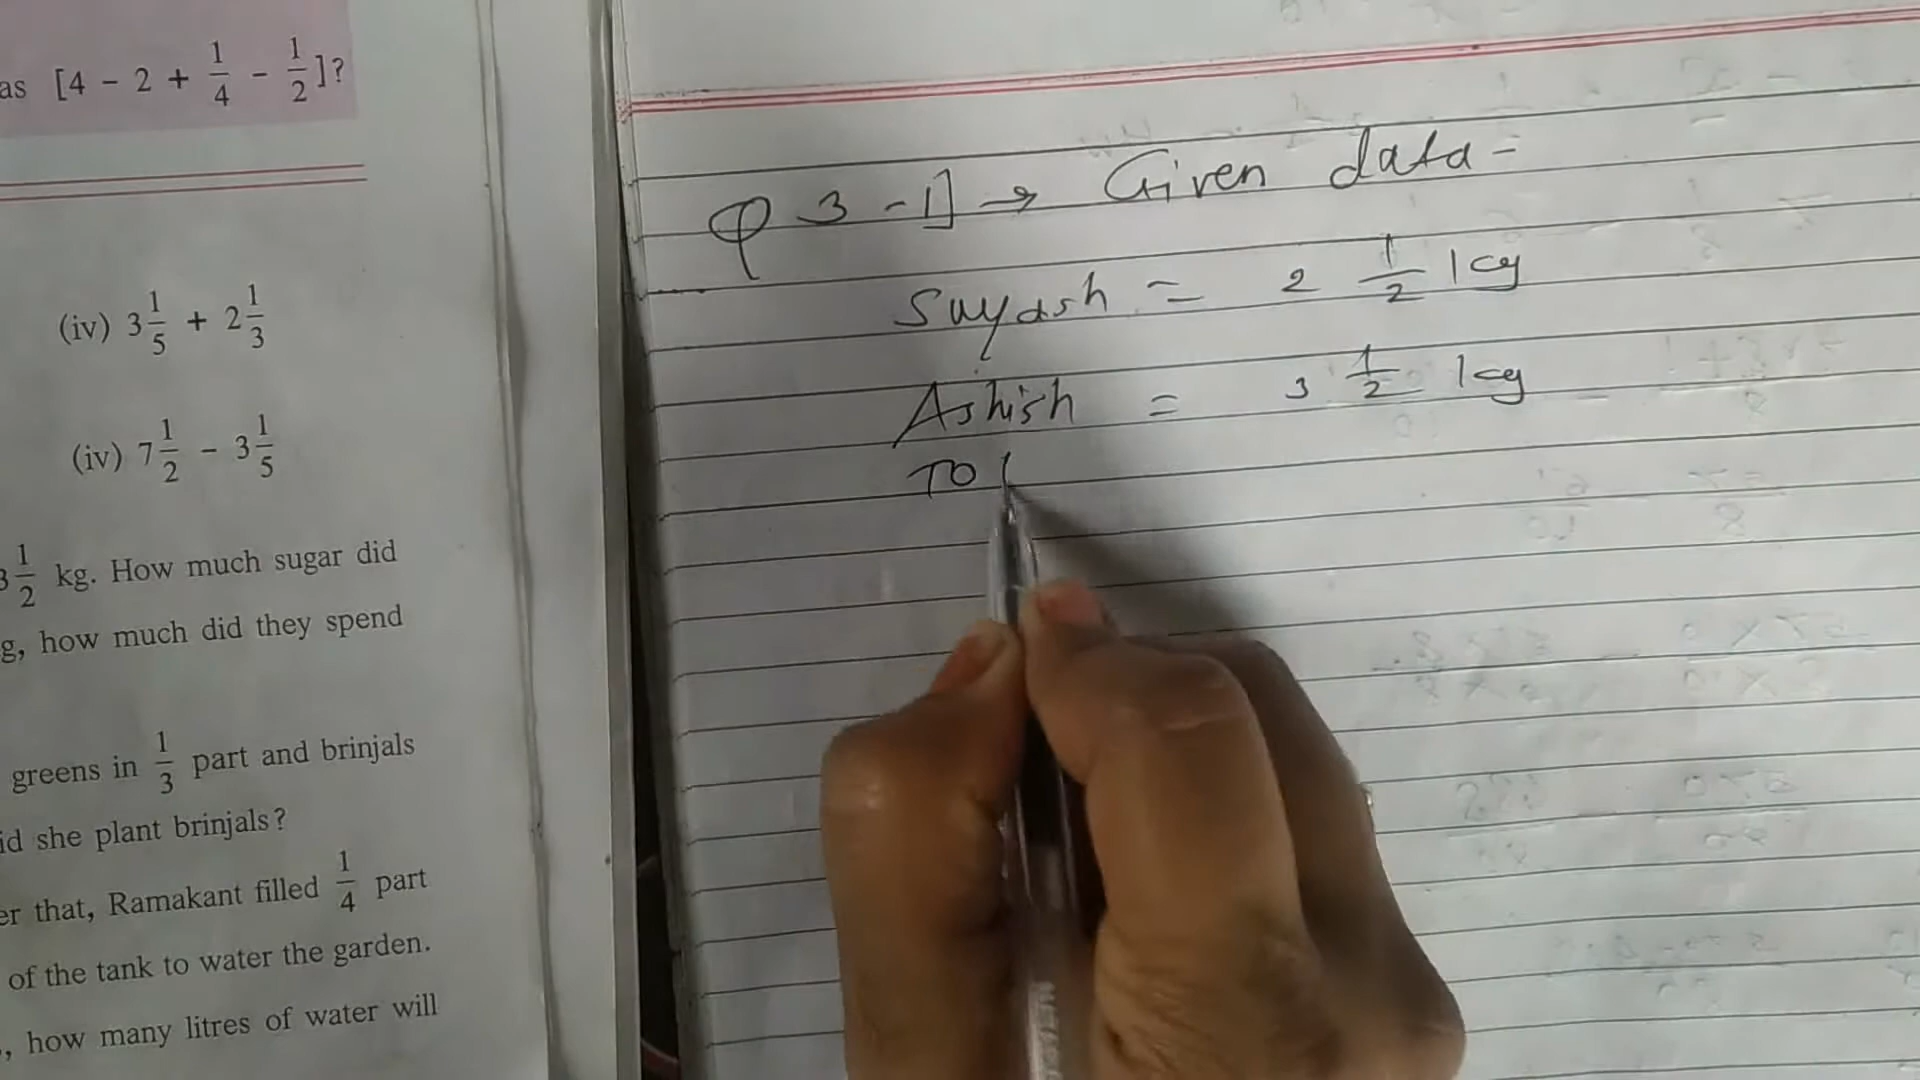 as [4 - 2 + 1/4 - 1/2]?
(iv) 3 1/5 + 2 1/3
(iv) 7 1/2 - 3 1/5
3 1/2 kg. How much sugar did
g, how much did they spend
greens in 1/3 part and brinjals
id she plant brinjals?
er that, Ramakant filled 1/4 part
of the tank to water the garden.
, how many litres of water will
Q 3 - 1] → Given data -
Suyash = 2 1/2 kg
Ashish = 3 1/2 kg
TO